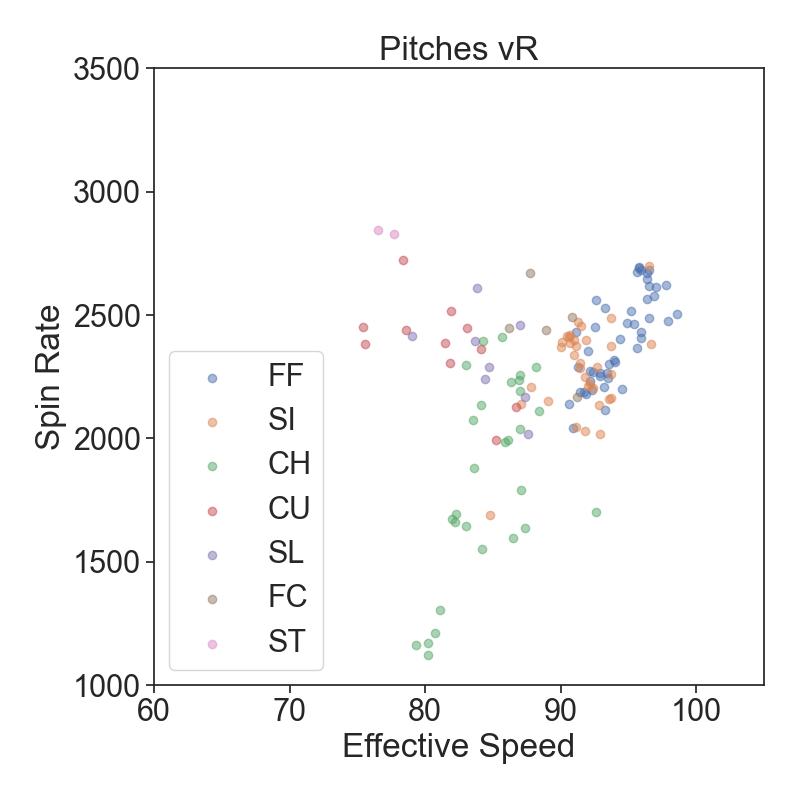 Pitches vR
3500
3000
2500
2000
1500
1000
Spin Rate
FF
SI
CH
CU
SL
FC
ST
60 70 80 90 100
Effective Speed